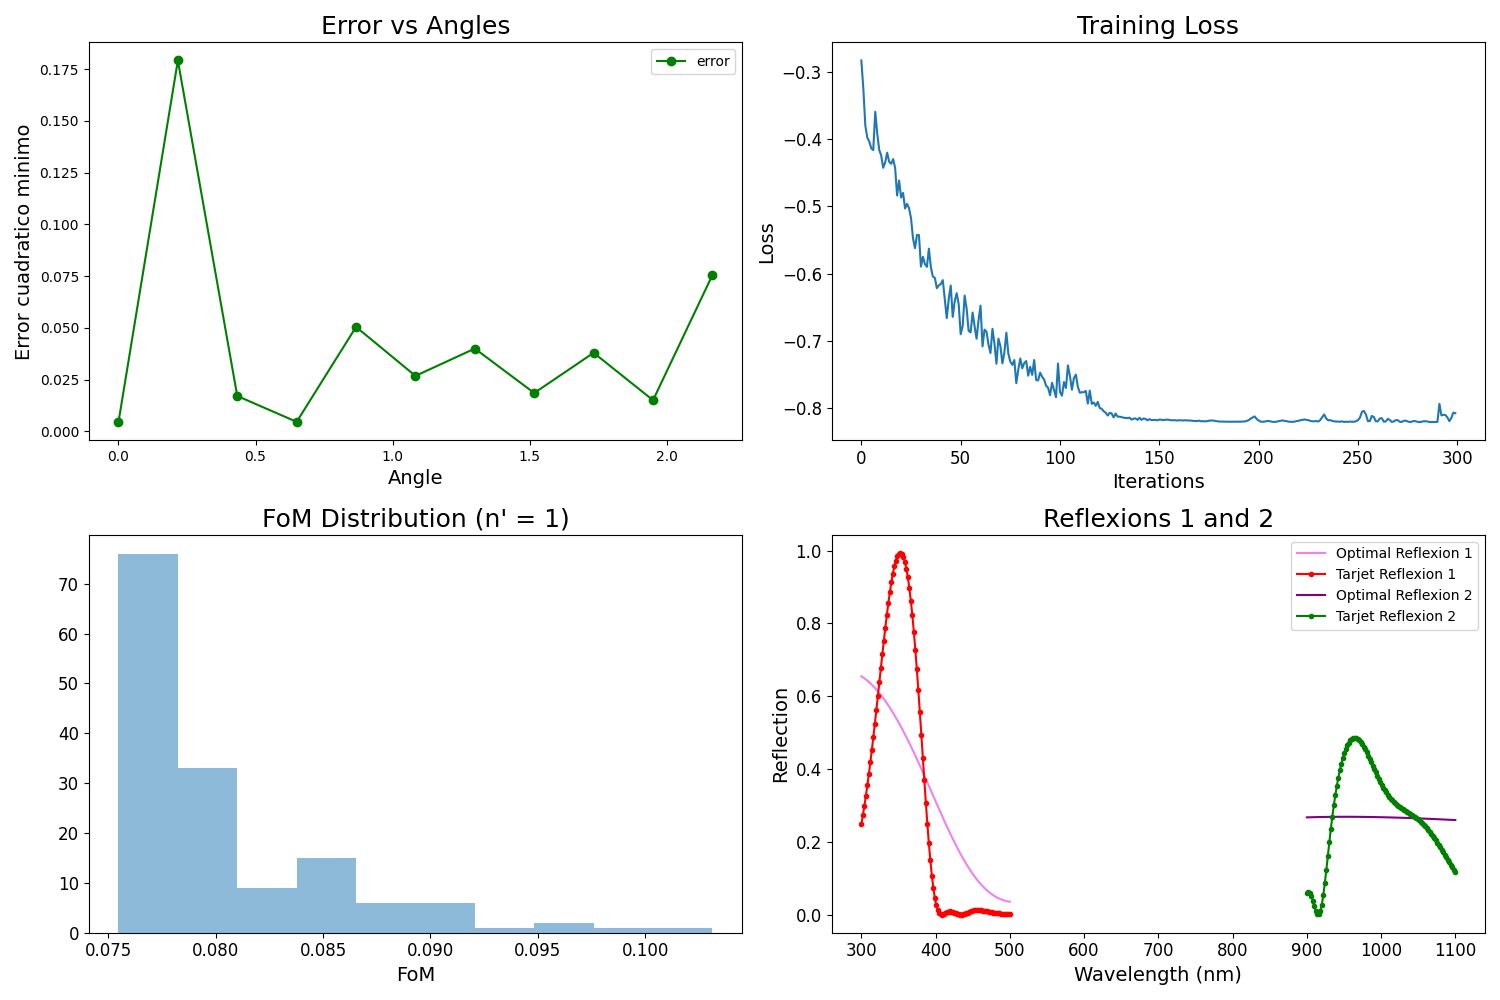 Error vs Angles
error
0.175
0.150
0.125
0.100
0.075
0.050
0.025
0.000
Error cuadratico minimo
0.0 0.5 1.0 1.5 2.0
Angle
Training Loss
−0.3
−0.4
−0.5
−0.6
−0.7
−0.8
Loss
0 50 100 150 200 250 300
Iterations
FoM Distribution (n' = 1)
70
60
50
40
30
20
10
0
0.075 0.080 0.085 0.090 0.095 0.100
FoM
Reflexions 1 and 2
Optimal Reflexion 1
Tarjet Reflexion 1
Optimal Reflexion 2
Tarjet Reflexion 2
1.0
0.8
0.6
0.4
0.2
0.0
Reflection
300 400 500 600 700 800 900 1000 1100
Wavelength (nm)